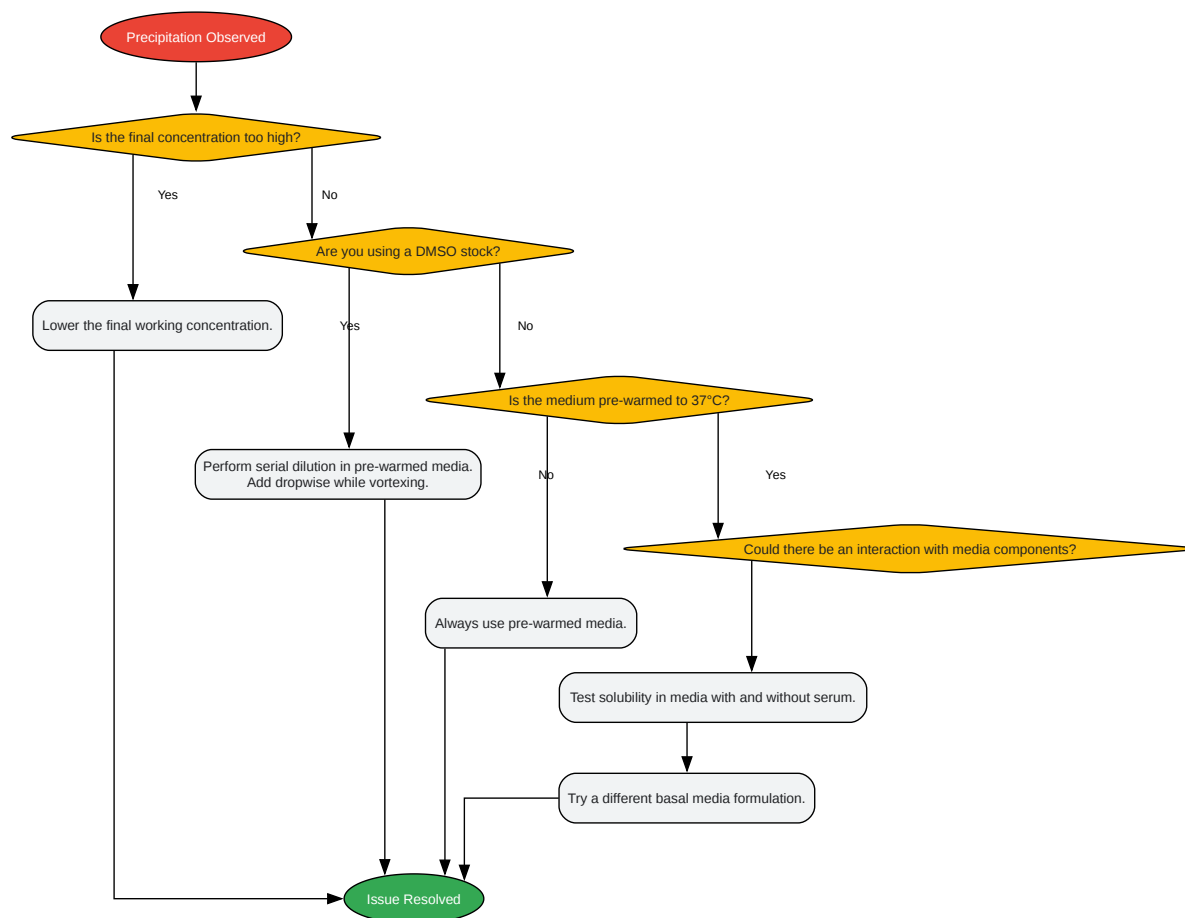 Precipitation Observed
Is the final concentration too high?
Yes
No
Are you using a DMSO stock?
Lower the final working concentration.
Yes
No
Is the medium pre-warmed to 37°C?
Perform serial dilution in pre-warmed media.
Add dropwise while vortexing.
No
Yes
Could there be an interaction with media components?
Always use pre-warmed media.
Test solubility in media with and without serum.
Try a different basal media formulation.
Issue Resolved